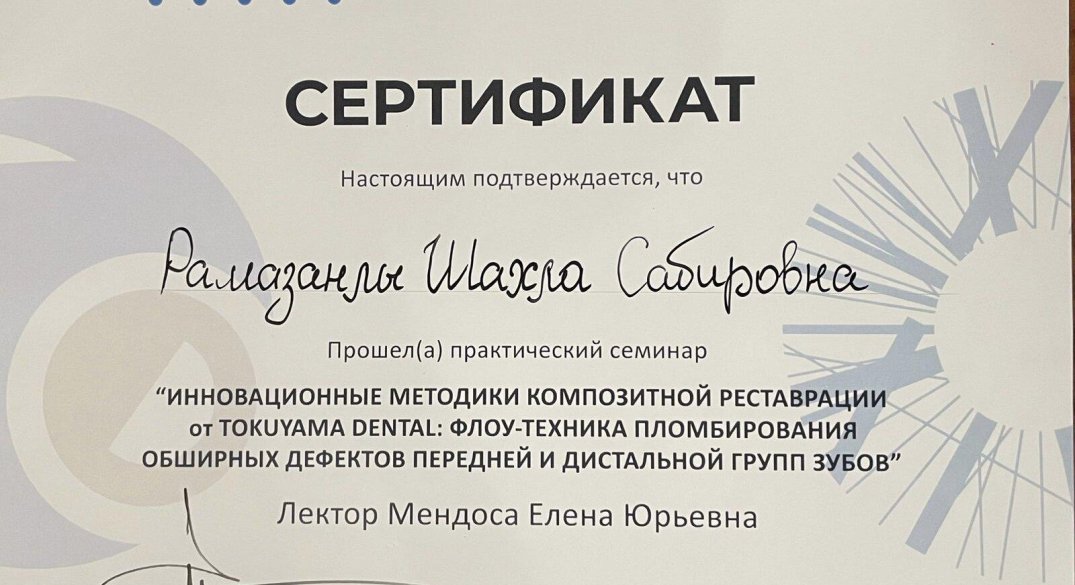 СЕРТИФИКАТ
Настоящим подтверждается, что
Рамазанлы Шахла Сабировна
Прошел(а) практический семинар
“ИННОВАЦИОННЫЕ МЕТОДИКИ КОМПОЗИТНОЙ РЕСТАВРАЦИИ
от TOKUYAMA DENTAL: ФЛОУ-ТЕХНИКА ПЛОМБИРОВАНИЯ
ОБШИРНЫХ ДЕФЕКТОВ ПЕРЕДНЕЙ И ДИСТАЛЬНОЙ ГРУПП ЗУБОВ”
Лектор Мендоса Елена Юрьевна